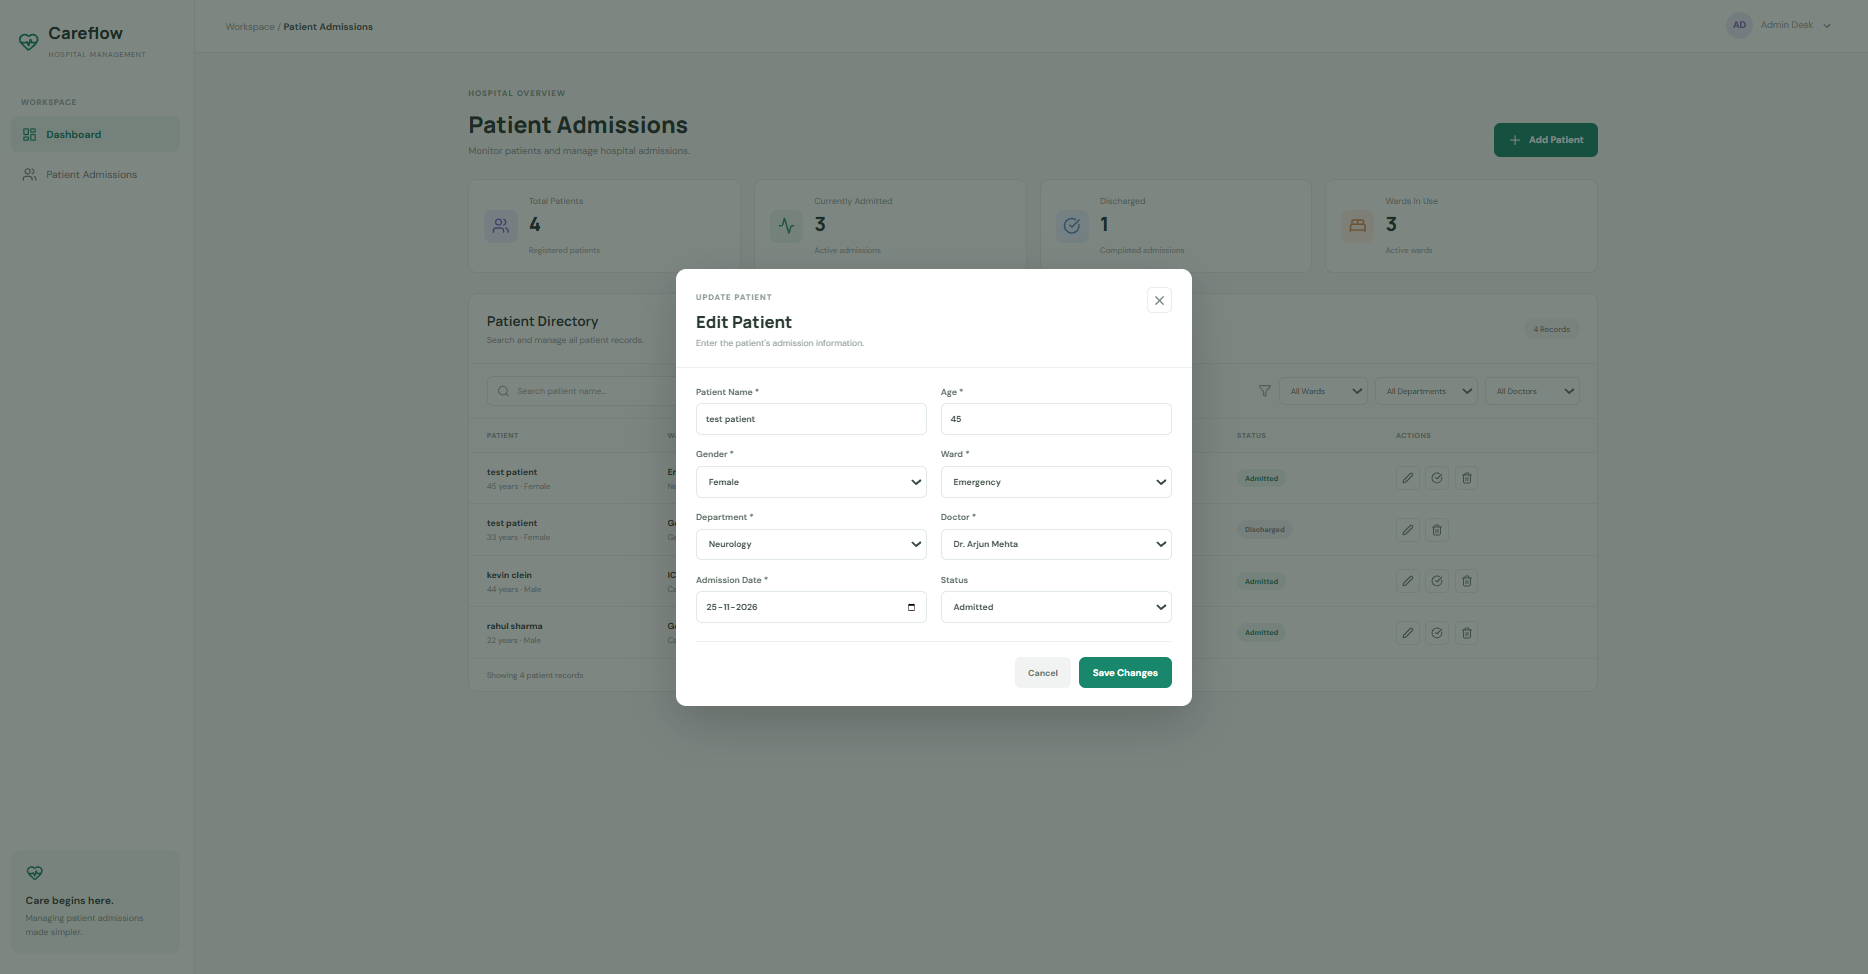 Careflow
HOSPITAL MANAGEMENT
WORKSPACE
Dashboard
Patient Admissions
Care begins here.
Managing patient admissions
made simpler.
Workspace / Patient Admissions
AD Admin Desk
HOSPITAL OVERVIEW
Patient Admissions
Monitor patients and manage hospital admissions.
Add Patient
Total Patients
4
Registered patients
Currently Admitted
3
Active admissions
Discharged
1
Completed admissions
Wards In Use
3
Active wards
Patient Directory
Search and manage all patient records.
4 Records
Search patient name...
All Wards
All Departments
All Doctors
PATIENT
STATUS
ACTIONS
test patient
45 years · Female
Admitted
test patient
33 years · Female
Discharged
kevin clein
44 years · Male
IC
Admitted
rahul sharma
22 years · Male
Admitted
Showing 4 patient records
UPDATE PATIENT
Edit Patient
Enter the patient's admission information.
Patient Name *
test patient
Age *
45
Gender *
Female
Ward *
Emergency
Department *
Neurology
Doctor *
Dr. Arjun Mehta
Admission Date *
25-11-2026
Status
Admitted
Cancel
Save Changes